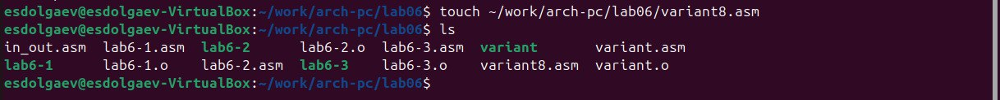 esdolgaev@esdolgaev-VirtualBox:~/work/arch-pc/lab06$ touch ~/work/arch-pc/lab06/variant8.asm
esdolgaev@esdolgaev-VirtualBox:~/work/arch-pc/lab06$ ls
in_out.asm lab6-1.asm lab6-2 lab6-2.o lab6-3.asm variant variant.asm
lab6-1 lab6-1.o lab6-2.asm lab6-3 lab6-3.o variant8.asm variant.o
esdolgaev@esdolgaev-VirtualBox:~/work/arch-pc/lab06$